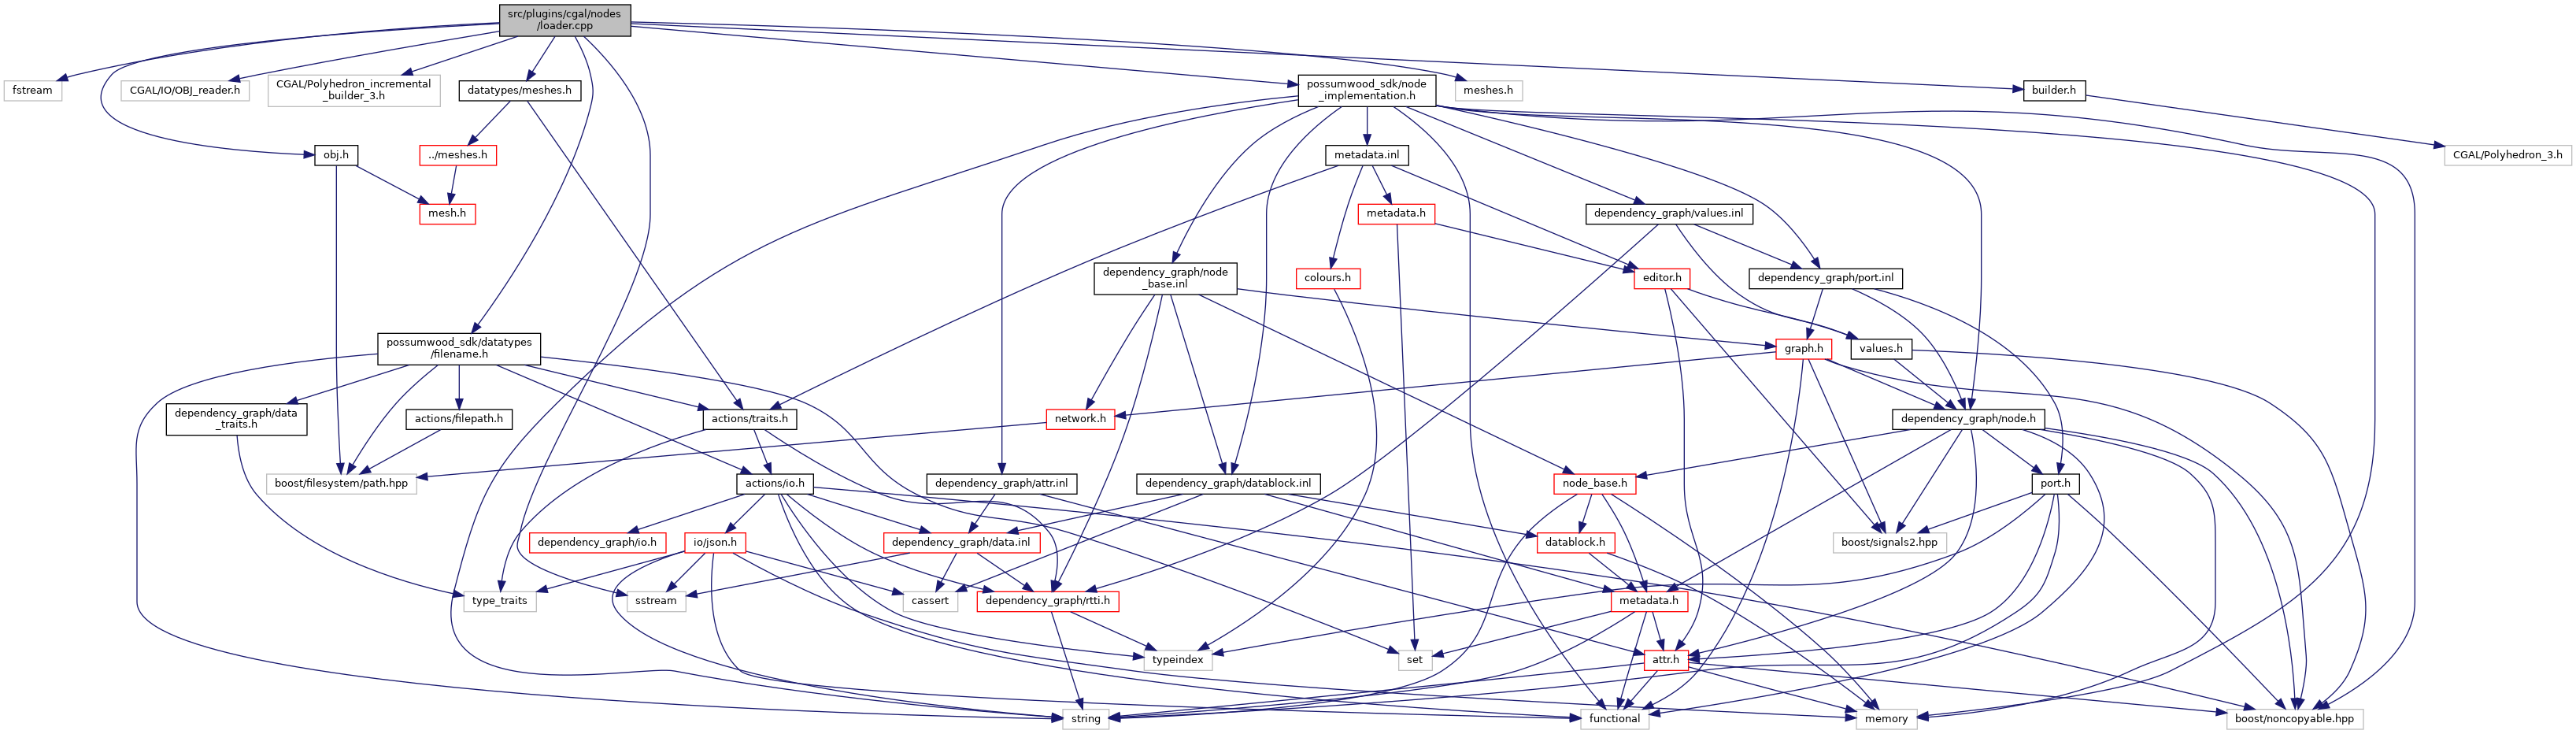 src/plugins/cgal/nodes
/loader.cpp
fstream
CGAL/IO/OBJ_reader.h
CGAL/Polyhedron_incremental
_builder_3.h
datatypes/meshes.h
possumwood_sdk/node
_implementation.h
meshes.h
builder.h
obj.h
../meshes.h
metadata.inl
CGAL/Polyhedron_3.h
mesh.h
metadata.h
dependency_graph/values.inl
dependency_graph/node
_base.inl
colours.h
editor.h
dependency_graph/port.inl
possumwood_sdk/datatypes
/filename.h
graph.h
values.h
dependency_graph/data
_traits.h
actions/filepath.h
actions/traits.h
network.h
dependency_graph/node.h
boost/filesystem/path.hpp
actions/io.h
dependency_graph/attr.inl
dependency_graph/datablock.inl
node_base.h
port.h
dependency_graph/io.h
io/json.h
dependency_graph/data.inl
datablock.h
boost/signals2.hpp
type_traits
sstream
cassert
dependency_graph/rtti.h
metadata.h
typeindex
set
attr.h
string
functional
memory
boost/noncopyable.hpp